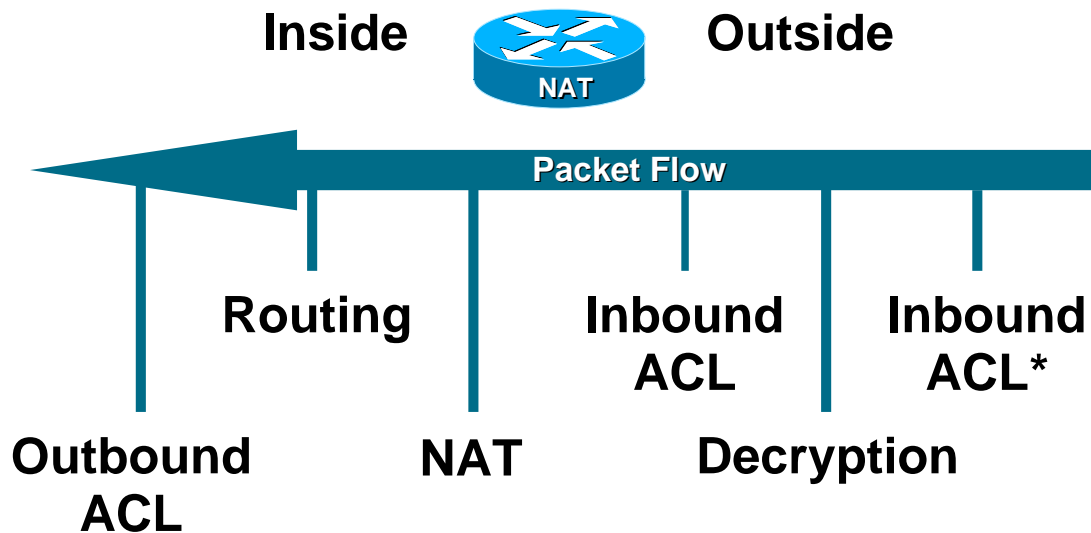 Inside
NAT
Outside
Packet Flow
Routing
Inbound
ACL
Inbound
ACL*
Outbound
ACL
NAT
Decryption